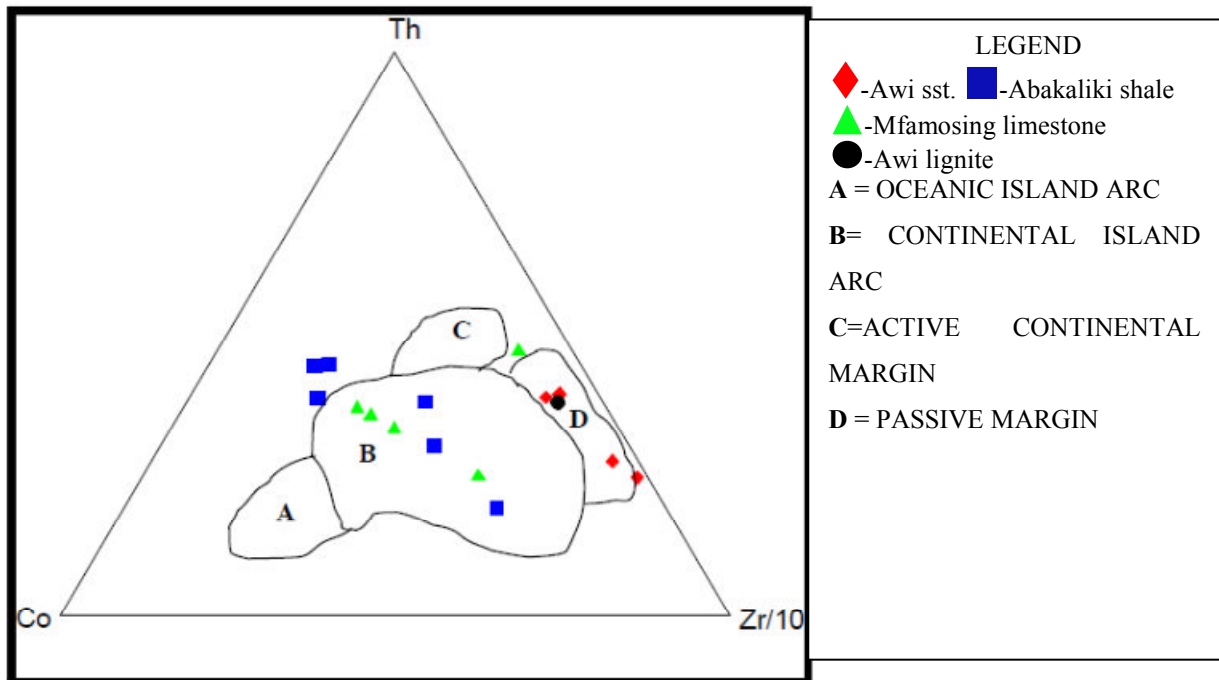 Th
C
D
B
A
Co
Zr/10
LEGEND
-Awi sst. -Abakaliki shale
-Mfamosing limestone
-Awi lignite
A = OCEANIC ISLAND ARC
B= CONTINENTAL ISLAND
ARC
C=ACTIVE CONTINENTAL
MARGIN
D = PASSIVE MARGIN